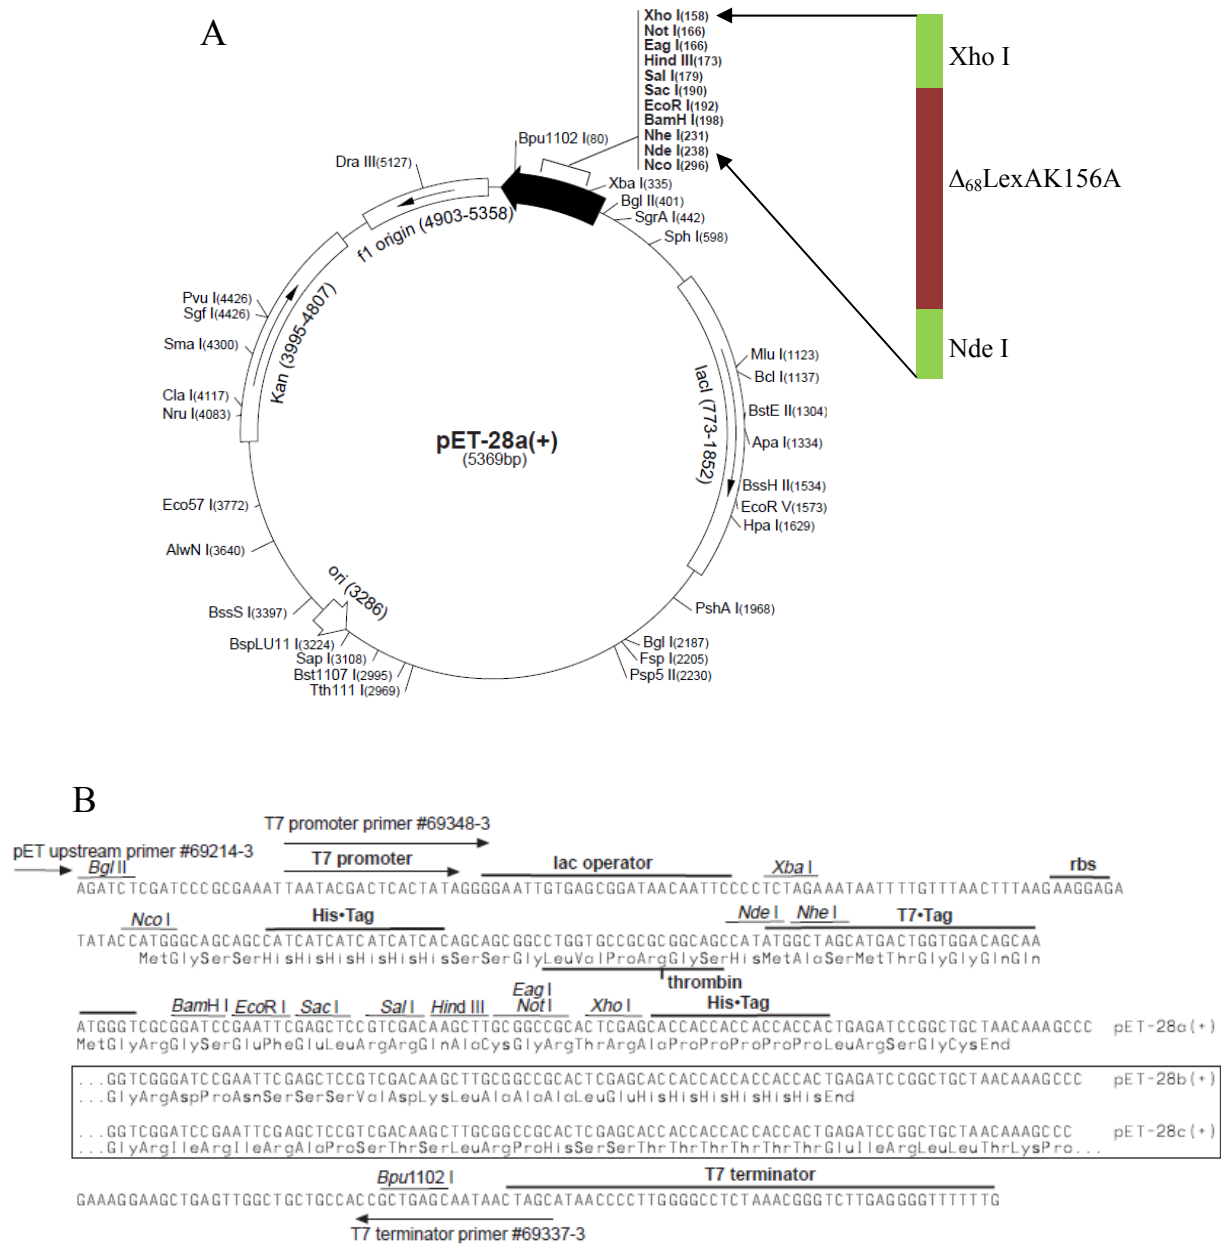 A
Xho I(158)
Not I(166)
Eag I(166)
Hind III(173)
Sal I(179)
Sac I(190)
EcoR I(192)
BamH I(198)
Nhe I(231)
Nde I(238)
Nco I(296)
Xho I
Δ68LexAK156A
Nde I
Bpu1102 I(80)
Dra III(5127)
Xba I(335)
Bgl II(401)
SgrA I(442)
Sph I(598)
f1 origin (4903-5358)
Pvu I(4426)
Sgf I(4426)
Sma I(4300)
Cla I(4117)
Nru I(4083)
Kan (3995-4807)
lacI (773-1852)
Mlu I(1123)
Bcl I(1137)
BstE II(1304)
Apa I(1334)
BssH II(1534)
EcoR V(1573)
Hpa I(1629)
pET-28a(+)
(5369bp)
Eco57 I(3772)
AlwN I(3640)
ori (3286)
BssS I(3397)
BspLU11 I(3224)
Sap I(3108)
Bst1107 I(2995)
Tth111 I(2969)
PshA I(1968)
Bgl I(2187)
Fsp I(2205)
Psp5 II(2230)
B
T7 promoter primer #69348-3
pET upstream primer #69214-3
Bgl II T7 promoter lac operator Xba I rbs
AGATCTCGATCCCGCGAAATTAATACGACTCACTATAGGGGAATTGTGAGCGGATAACAATTCCCCTCTAGAAATAATTTTGTTTAACTTTAAGAAGGAGA
Nco I His•Tag Nde I Nhe I T7•Tag
TATACCATGGGCAGCAGCCATCATCATCATCATCACAGCAGCGGCCTGGTGCCGCGCGGCAGCCATATGGCTAGCATGACTGGTGGACAGCAA
MetGlySerSerHisHisHisHisHisHisSerSerGlyLeuValProArgGlySerHisMetAlaSerMetThrGlyGlyGlnGln
thrombin
BamH I EcoR I Sac I Sal I Hind III Eag I Not I Xho I His•Tag
ATGGGTCGCGGATCCGAATTCGAGCTCCGTCGACAAGCTTGCGGCCGCACTCGAGCACCACCACCACCACCACTGAGATCCGGCTGCTAACAAAGCCC pET-28a(+)
MetGlyArgGlySerGluPheGluLeuArgArgGlnAlaCysGlyArgThrArgAlaProProProProProLeuArgSerGlyCysEnd
...GGTCGGGATCCGAATTCGAGCTCCGTCGACAAGCTTGCGGCCGCACTCGAGCACCACCACCACCACCACTGAGATCCGGCTGCTAACAAAGCCC pET-28b(+)
...GlyArgAspProAsnSerSerSerValAspLysLeuAlaAlaAlaLeuGluHisHisHisHisHisHisEnd
...GGTCGGATCCGAATTCGAGCTCCGTCGACAAGCTTGCGGCCGCACTCGAGCACCACCACCACCACCACTGAGATCCGGCTGCTAACAAAGCCC pET-28c(+)
...GlyArgIleArgIleArgAlaProSerThrSerLeuArgProHisSerSerThrThrThrThrThrThrGluIleArgLeuLeuThrLysPro...
Bpu1102 I T7 terminator
GAAAGGAAGCTGAGTTGGCTGCTGCCACCGCTGAGCAATAACTAGCATAACCCCTTGGGGCCTCTAAACGGGTCTTGAGGGGTTTTTTG
T7 terminator primer #69337-3